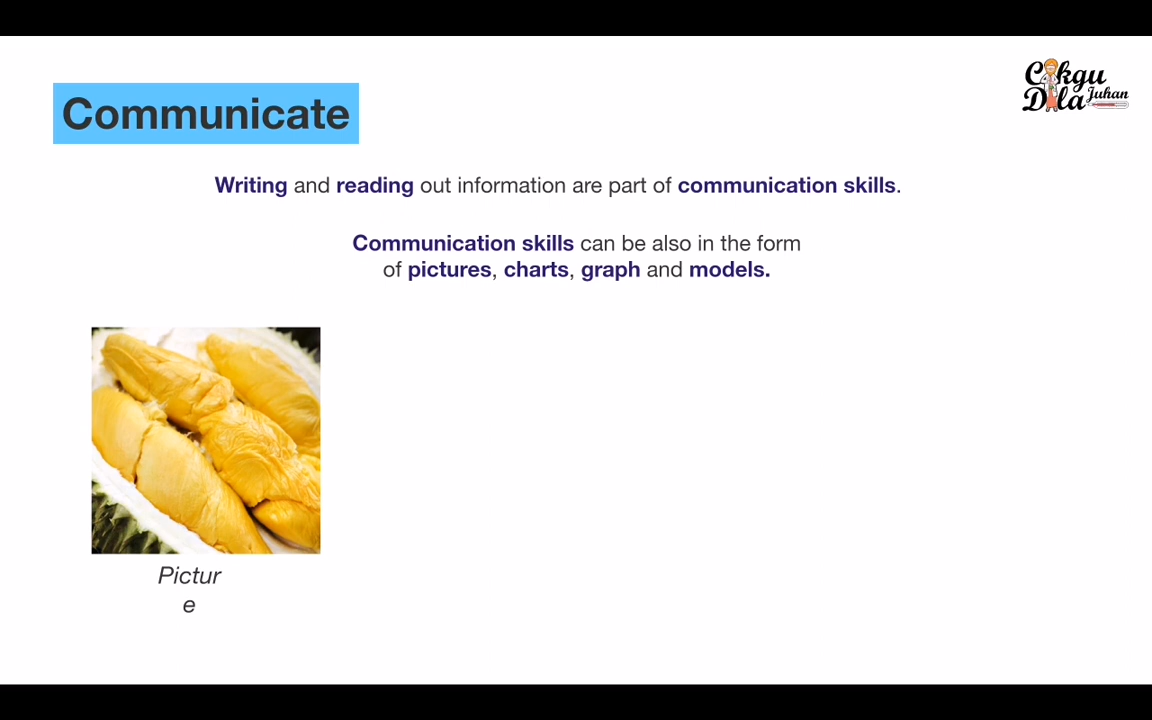 Cikgu
Dila Juhan
Communicate
Writing and reading out information are part of communication skills.
Communication skills can be also in the form
of pictures, charts, graph and models.
Pictur
e